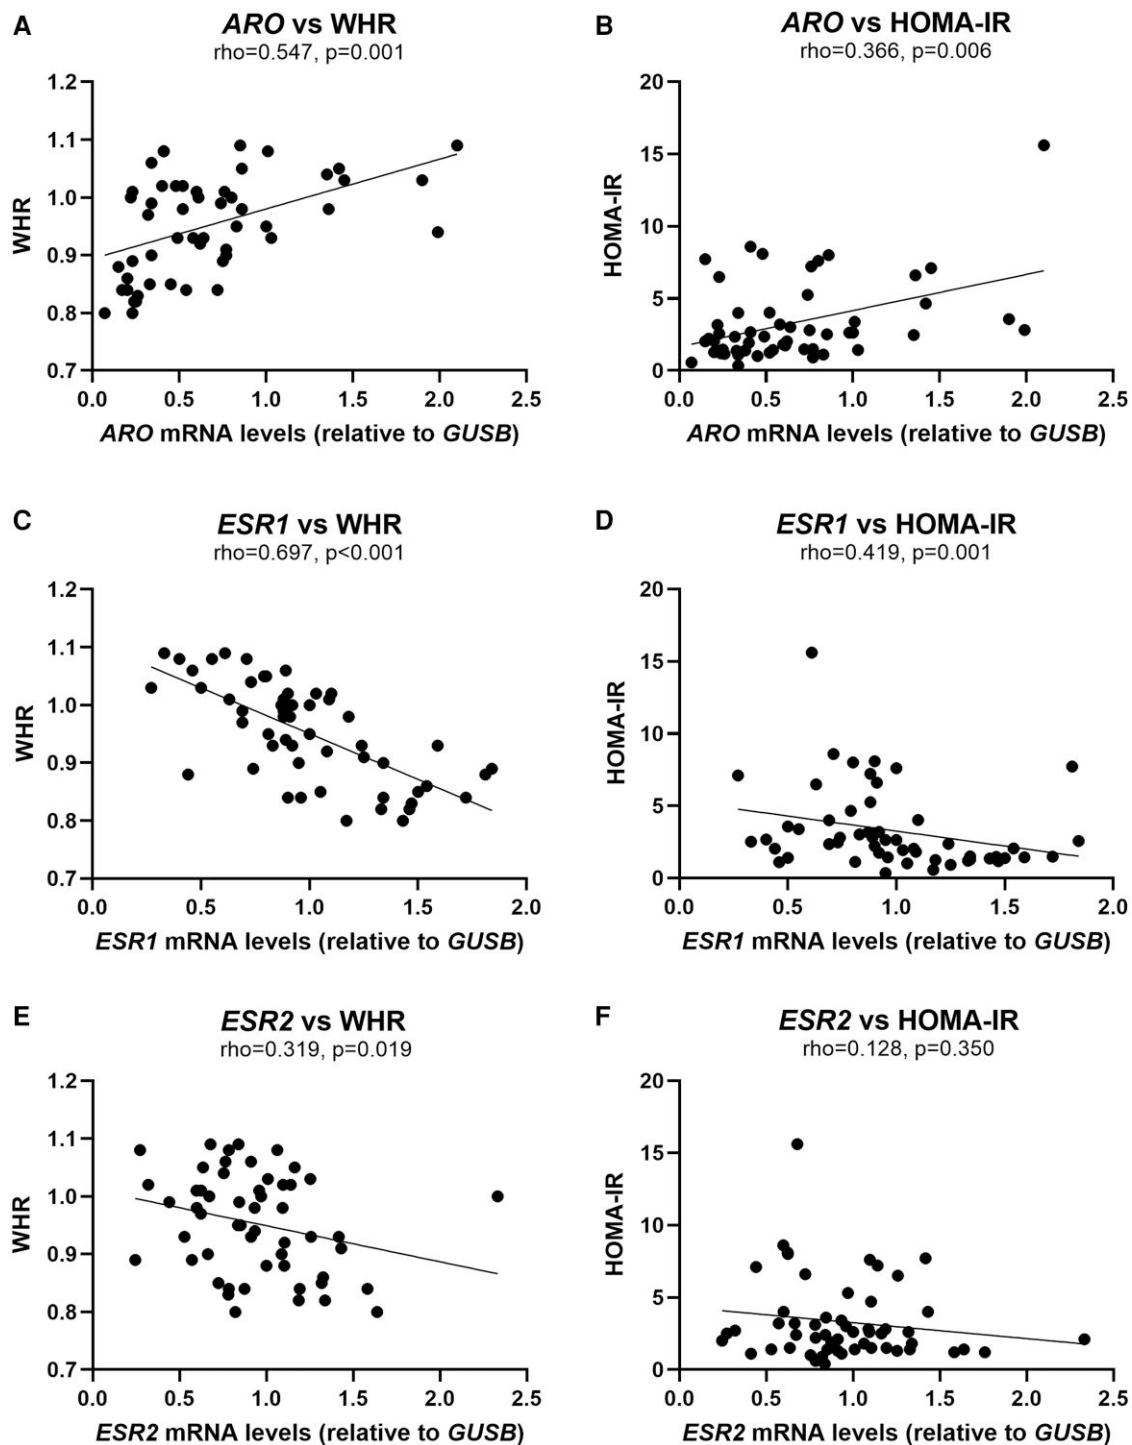 A
ARO vs WHR
rho=0.547, p=0.001
WHR
1.2
1.1
1.0
0.9
0.8
0.7
0.0 0.5 1.0 1.5 2.0 2.5
ARO mRNA levels (relative to GUSB)
B
ARO vs HOMA-IR
rho=0.366, p=0.006
HOMA-IR
20
15
10
5
0
0.0 0.5 1.0 1.5 2.0 2.5
ARO mRNA levels (relative to GUSB)
C
ESR1 vs WHR
rho=0.697, p<0.001
WHR
1.2
1.1
1.0
0.9
0.8
0.7
0.0 0.5 1.0 1.5 2.0
ESR1 mRNA levels (relative to GUSB)
D
ESR1 vs HOMA-IR
rho=0.419, p=0.001
HOMA-IR
20
15
10
5
0
0.0 0.5 1.0 1.5 2.0
ESR1 mRNA levels (relative to GUSB)
E
ESR2 vs WHR
rho=0.319, p=0.019
WHR
1.2
1.1
1.0
0.9
0.8
0.7
0.0 0.5 1.0 1.5 2.0 2.5
ESR2 mRNA levels (relative to GUSB)
F
ESR2 vs HOMA-IR
rho=0.128, p=0.350
HOMA-IR
20
15
10
5
0
0.0 0.5 1.0 1.5 2.0 2.5
ESR2 mRNA levels (relative to GUSB)